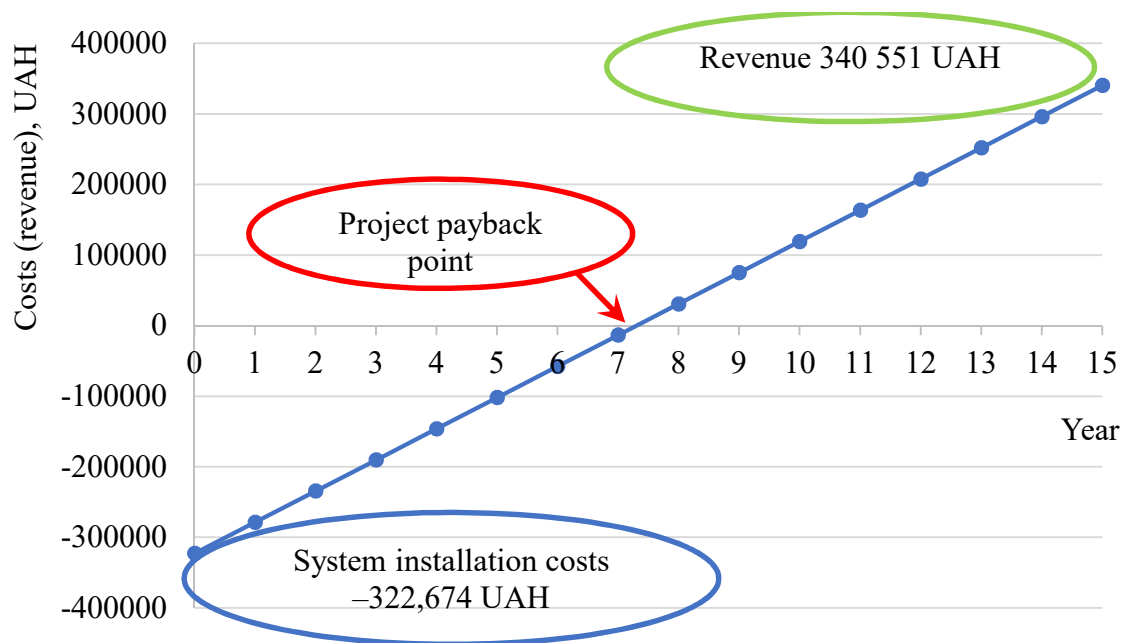 Costs (revenue), UAH
400000
300000
200000
100000
0
-100000
-200000
-300000
-400000
Revenue 340 551 UAH
Project payback
point
0 1 2 3 4 5 6 7 8 9 10 11 12 13 14 15
Year
System installation costs
–322,674 UAH